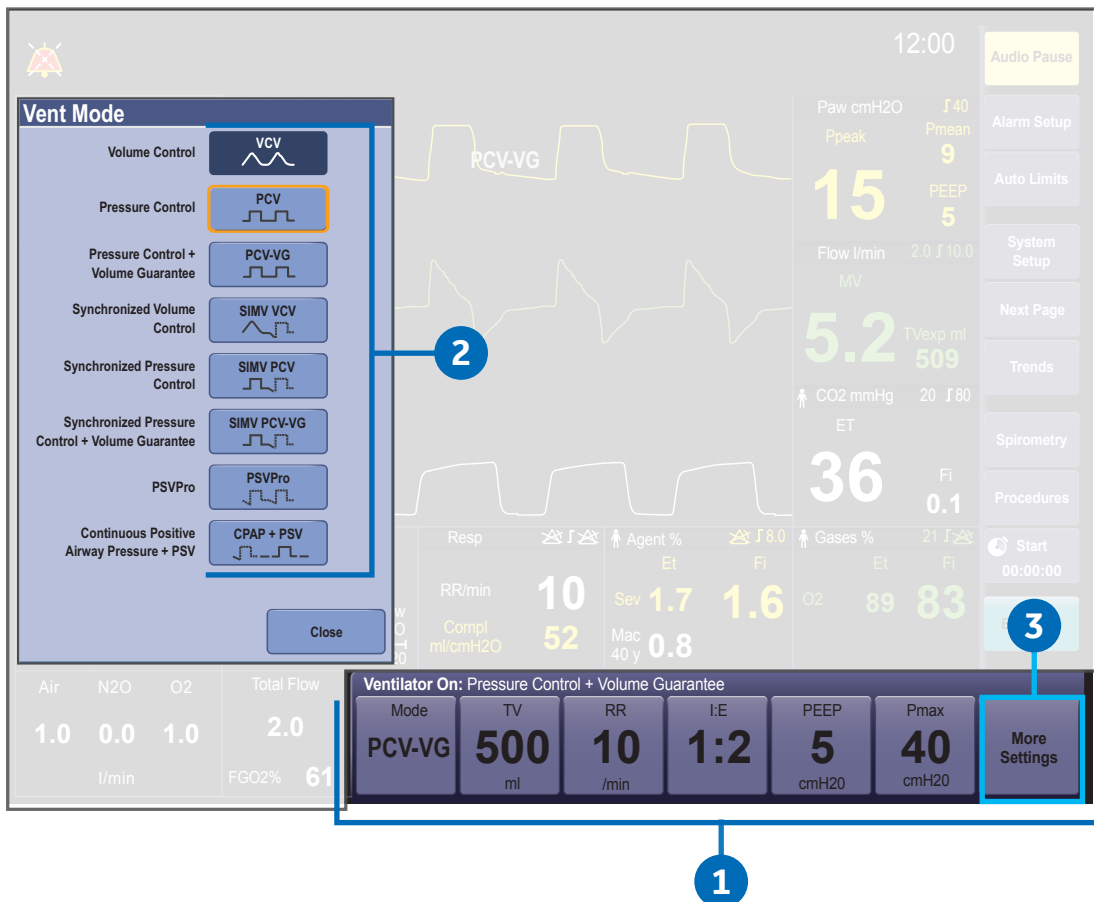 12:00
Audio Pause
Alarm Setup
Auto Limits
System
Setup
Next Page
Trends
Spirometry
Procedures
Start
00:00:00
Vent Mode
Volume Control
VCV
Pressure Control
PCV
Pressure Control +
Volume Guarantee
PCV-VG
Synchronized Volume
Control
SIMV VCV
Synchronized Pressure
Control
SIMV PCV
Synchronized Pressure
Control + Volume Guarantee
SIMV PCV-VG
PSVPro
PSVPro
Continuous Positive
Airway Pressure + PSV
CPAP + PSV
Close
2
PCV-VG
Paw cmH2O 40
Ppeak Pmean
15 9
PEEP
5
Flow l/min 2.0 10.0
MV
5.2 TVexp ml
509
CO2 mmHg 20 80
ET
36 Fi
0.1
Resp
RR/min 10
Compl
ml/cmH2O 52
Agent % 8.0
Et Fi
Sev 1.7 1.6
Mac
40 y 0.8
Gases % 21
Et Fi
O2 89 83
3
Air N2O O2 Total Flow
1.0 0.0 1.0 2.0
l/min FGO2% 61
Ventilator On: Pressure Control + Volume Guarantee
Mode TV RR I:E PEEP Pmax
PCV-VG 500 10 1:2 5 40
ml /min cmH20 cmH20
More
Settings
1